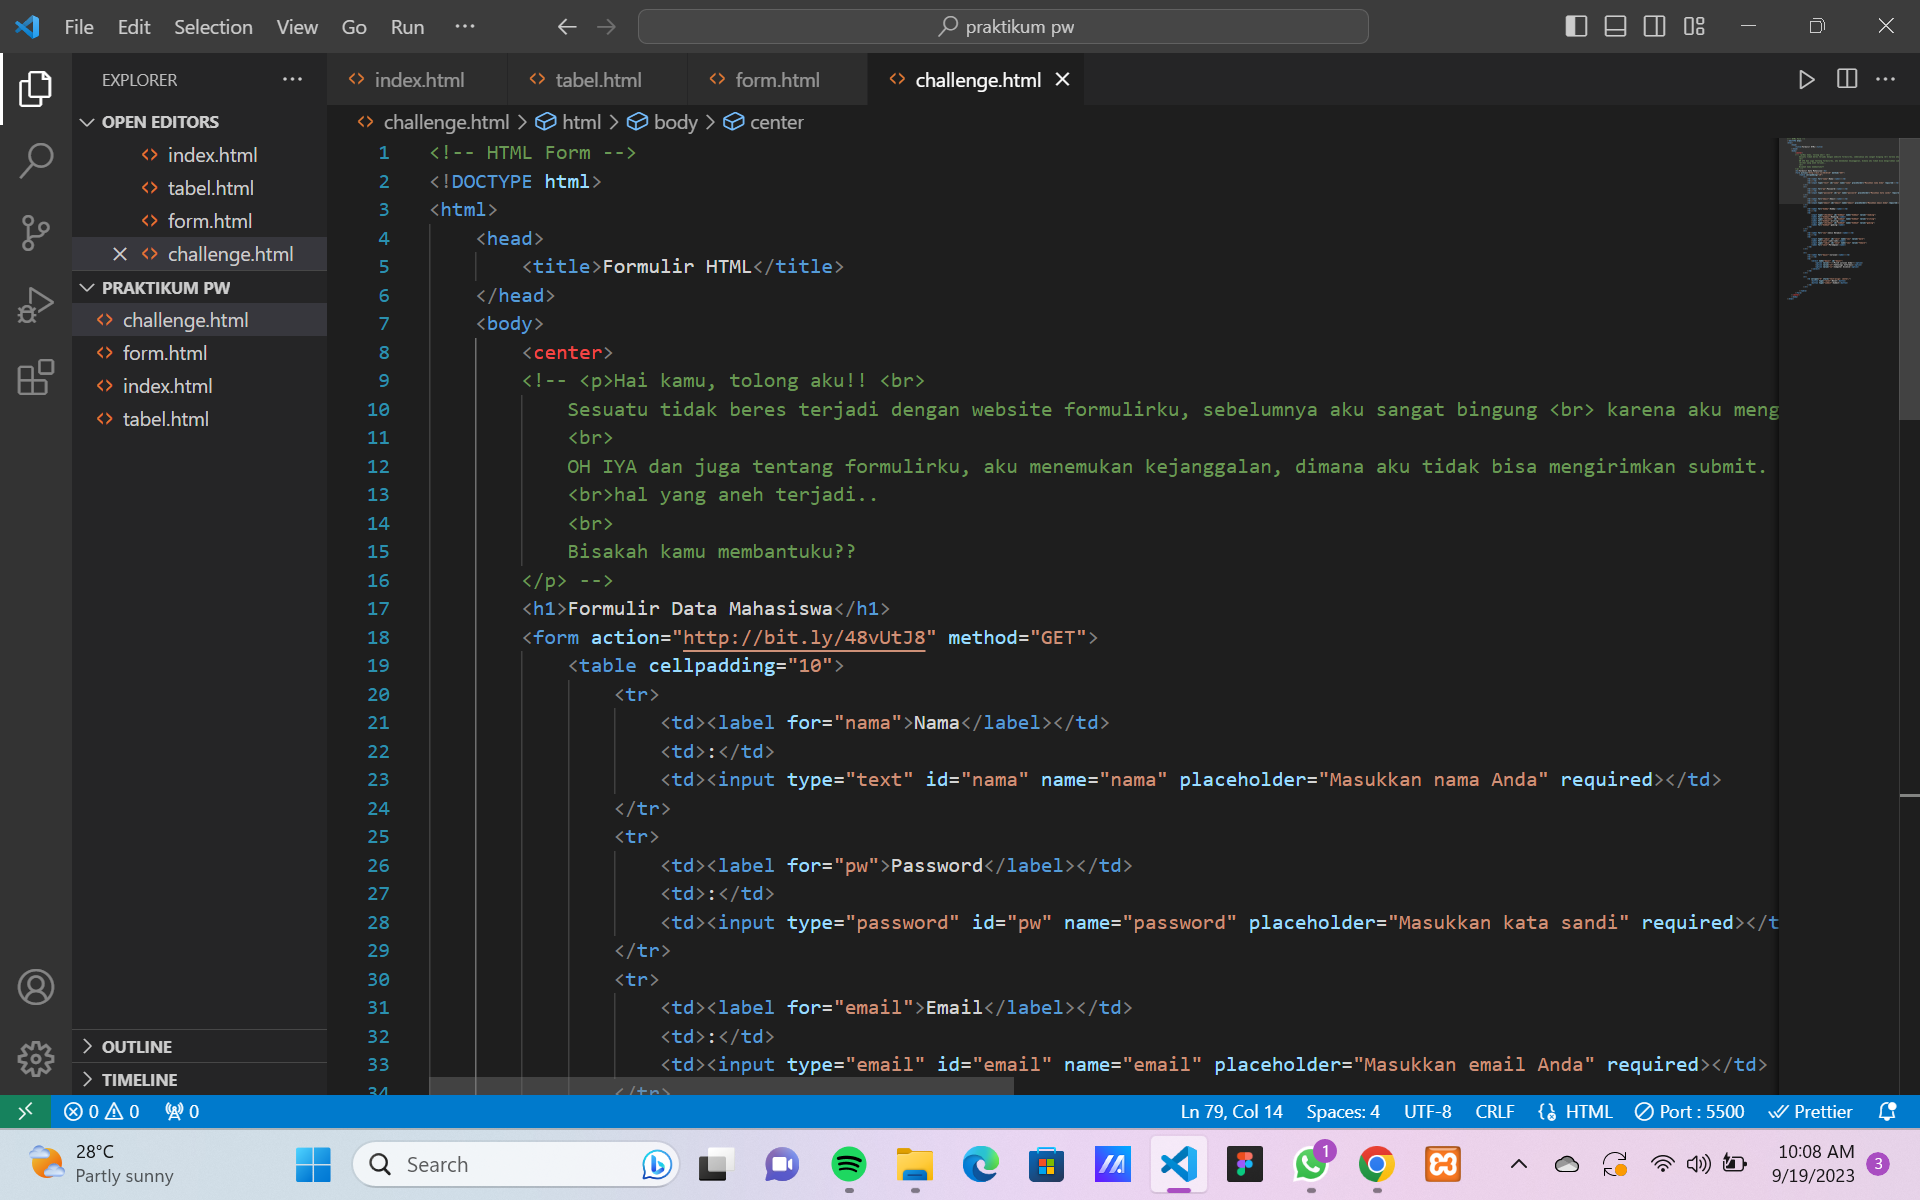 File Edit Selection View Go Run ··· praktikum pw
EXPLORER ···
OPEN EDITORS
index.html
tabel.html
form.html
challenge.html
PRAKTIKUM PW
challenge.html
form.html
index.html
tabel.html
OUTLINE
TIMELINE
index.html tabel.html form.html challenge.html
challenge.html > html > body > center
1 <!-- HTML Form -->
2 <!DOCTYPE html>
3 <html>
4 <head>
5 <title>Formulir HTML</title>
6 </head>
7 <body>
8 <center>
9 <!-- <p>Hai kamu, tolong aku!! <br>
10 Sesuatu tidak beres terjadi dengan website formulirku, sebelumnya aku sangat bingung <br> karena aku meng
11 <br>
12 OH IYA dan juga tentang formulirku, aku menemukan kejanggalan, dimana aku tidak bisa mengirimkan submit.
13 <br>hal yang aneh terjadi..
14 <br>
15 Bisakah kamu membantuku??
16 </p> -->
17 <h1>Formulir Data Mahasiswa</h1>
18 <form action="http://bit.ly/48vUtJ8" method="GET">
19 <table cellpadding="10">
20 <tr>
21 <td><label for="nama">Nama</label></td>
22 <td>:</td>
23 <td><input type="text" id="nama" name="nama" placeholder="Masukkan nama Anda" required></td>
24 </tr>
25 <tr>
26 <td><label for="pw">Password</label></td>
27 <td>:</td>
28 <td><input type="password" id="pw" name="password" placeholder="Masukkan kata sandi" required></t
29 </tr>
30 <tr>
31 <td><label for="email">Email</label></td>
32 <td>:</td>
33 <td><input type="email" id="email" name="email" placeholder="Masukkan email Anda" required></td>
34 </tr>
0 0 0 Ln 79, Col 14 Spaces: 4 UTF-8 CRLF HTML Port : 5500 Prettier
28°C
Partly sunny
Search
1
10:08 AM
9/19/2023
3